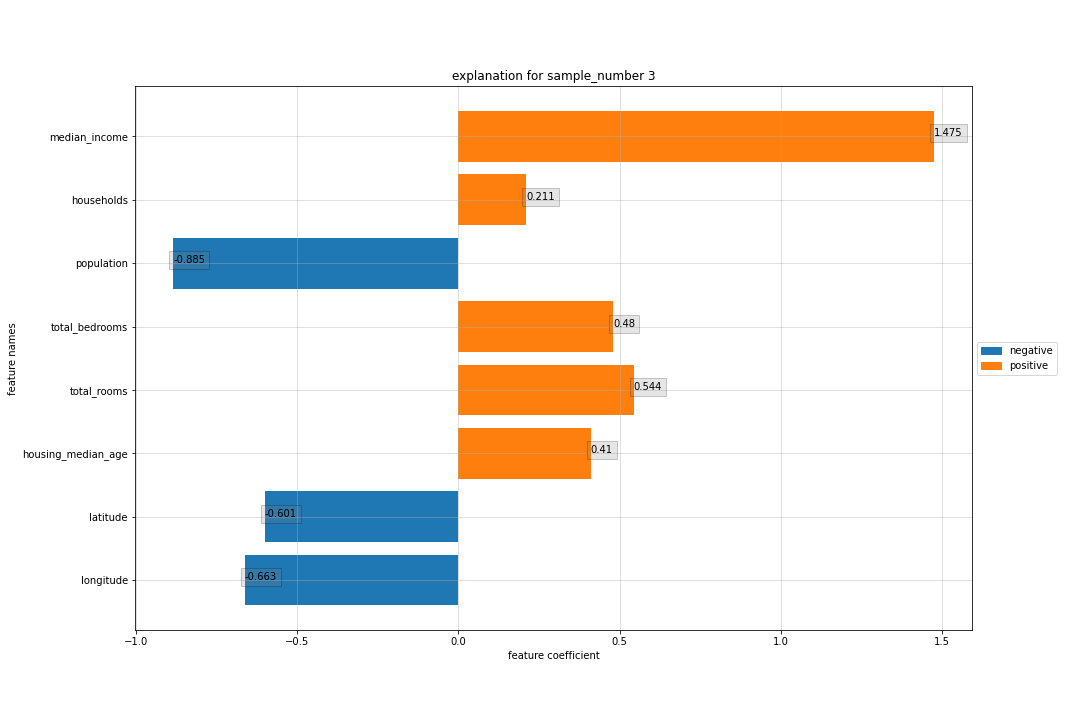 explanation for sample_number 3
feature names
median_income
1.475
households
0.211
population
-0.885
total_bedrooms
0.48
total_rooms
0.544
housing_median_age
0.41
latitude
-0.601
longitude
-0.663
negative
positive
−1.0 −0.5 0.0 0.5 1.0 1.5
feature coefficient